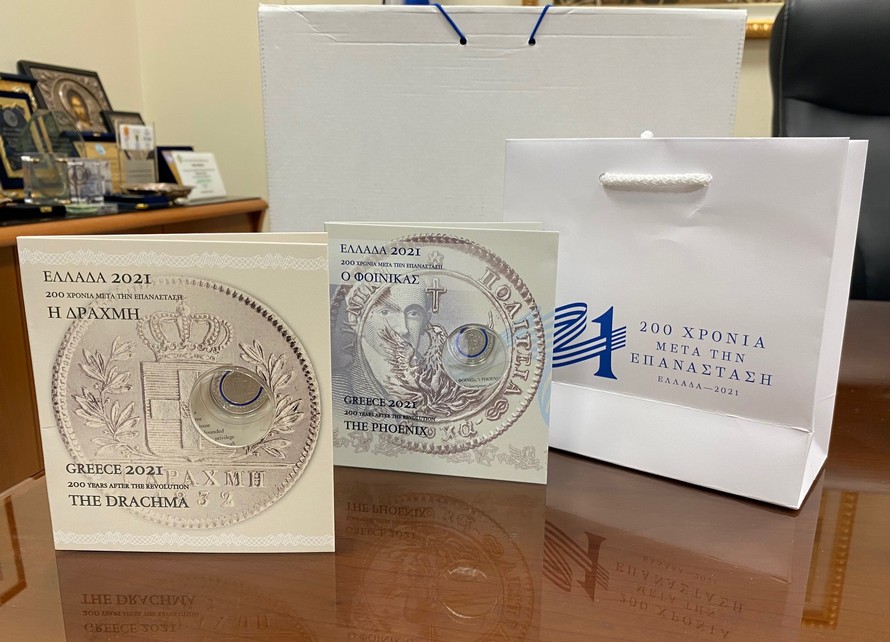 ΕΛΛΑΔΑ 2021
200 ΧΡΟΝΙΑ ΜΕΤΑ ΤΗΝ ΕΠΑΝΑΣΤΑΣΗ
Η ΔΡΑΧΜΗ
GREECE 2021
200 YEARS AFTER THE REVOLUTION
THE DRACHMA
ΔΡΑΧΜΗ
ΕΛΛΑΔΑ 2021
200 ΧΡΟΝΙΑ ΜΕΤΑ ΤΗΝ ΕΠΑΝΑΣΤΑΣΗ
Ο ΦΟΙΝΙΚΑΣ
ΠΟΛΙΤΕΙΑ
GREECE 2021
200 YEARS AFTER THE REVOLUTION
THE PHOENIX
21
200 ΧΡΟΝΙΑ
ΜΕΤΑ ΤΗΝ
ΕΠΑΝΑΣΤΑΣΗ
ΕΛΛΑΔΑ—2021